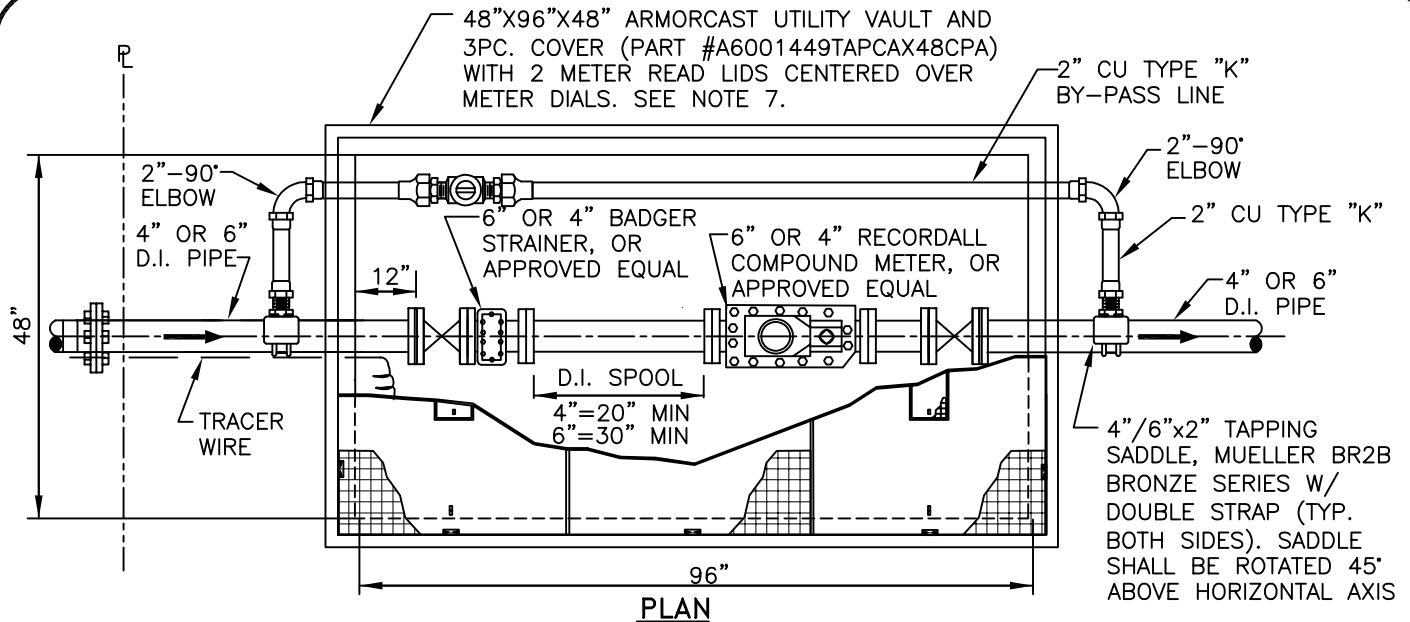 48"X96"X48" ARMORCAST UTILITY VAULT AND
3PC. COVER (PART #A6001449TAPCAX48CPA)
WITH 2 METER READ LIDS CENTERED OVER
METER DIALS. SEE NOTE 7.
PL
2" CU TYPE "K"
BY-PASS LINE
2"-90°
ELBOW
2"-90°
ELBOW
2" CU TYPE "K"
4" OR 6"
D.I. PIPE
6" OR 4" BADGER
STRAINER, OR
APPROVED EQUAL
6" OR 4" RECORDALL
COMPOUND METER, OR
APPROVED EQUAL
4" OR 6"
D.I. PIPE
12"
48"
D.I. SPOOL
4"=20" MIN
6"=30" MIN
TRACER
WIRE
4"/6"x2" TAPPING
SADDLE, MUELLER BR2B
BRONZE SERIES W/
DOUBLE STRAP (TYP.
BOTH SIDES). SADDLE
SHALL BE ROTATED 45°
ABOVE HORIZONTAL AXIS
96"
PLAN